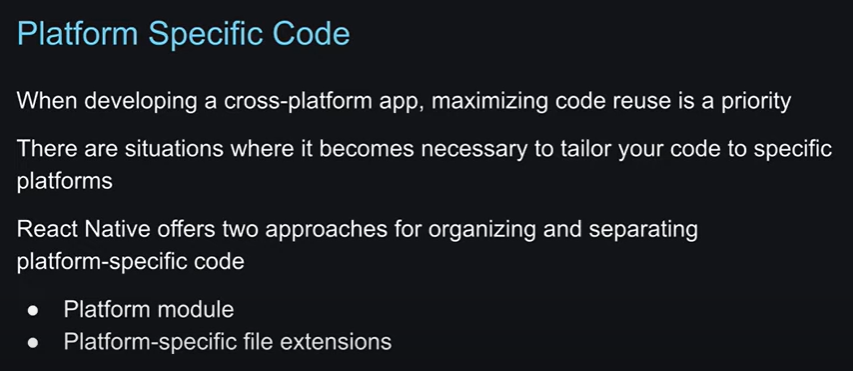 Platform Specific Code
When developing a cross-platform app, maximizing code reuse is a priority
There are situations where it becomes necessary to tailor your code to specific
platforms
React Native offers two approaches for organizing and separating
platform-specific code
● Platform module
● Platform-specific file extensions